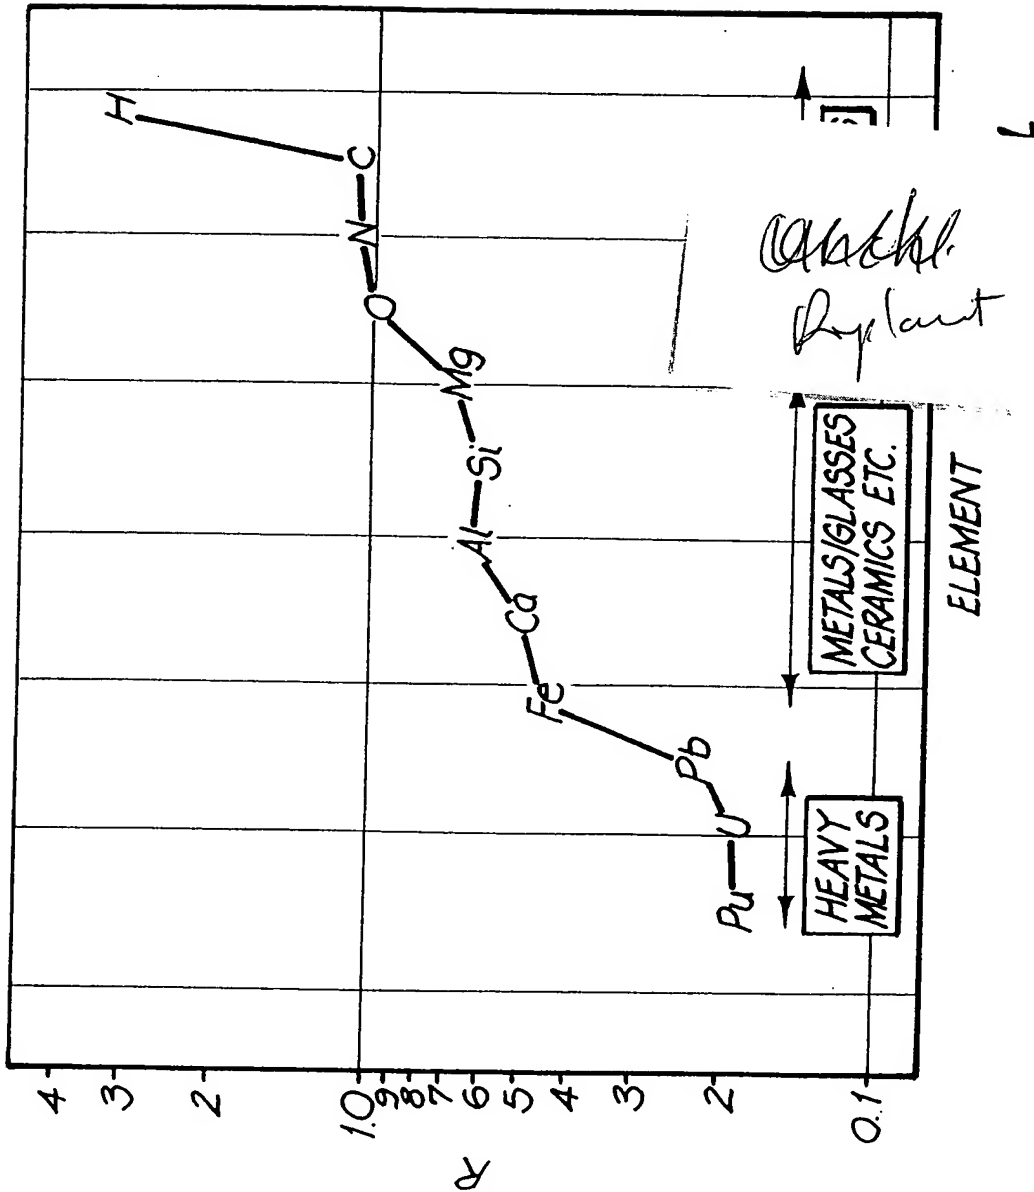 R
4
3
2
1.0
9
8
7
6
5
4
3
2
0.1
Pu
U
Pb
Fe
Ca
Al
Si
Mg
O
N
C
H
HEAVY
METALS
METALS/GLASSES
CERAMICS ETC.
ELEMENT